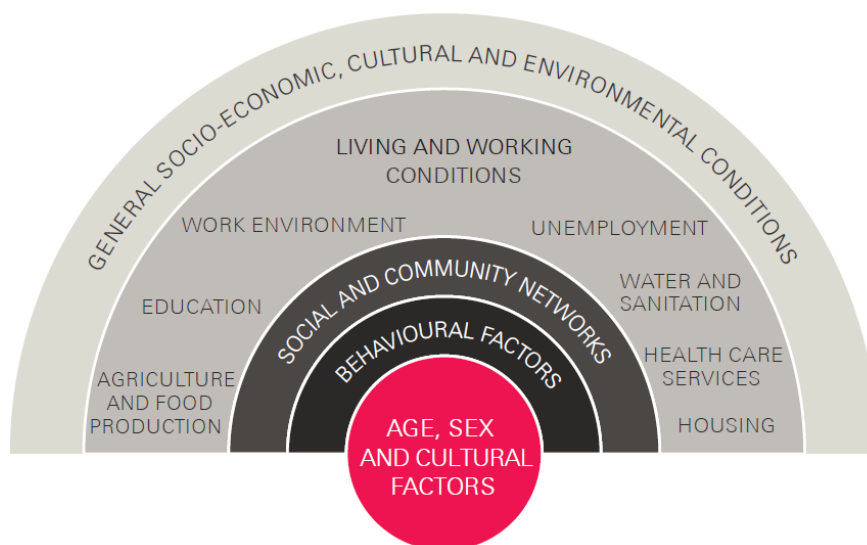 GENERAL SOCIO-ECONOMIC, CULTURAL AND ENVIRONMENTAL CONDITIONS
LIVING AND WORKING
CONDITIONS
WORK ENVIRONMENT
UNEMPLOYMENT
EDUCATION
WATER AND
SANITATION
AGRICULTURE
AND FOOD
PRODUCTION
HEALTH CARE
SERVICES
HOUSING
SOCIAL AND COMMUNITY NETWORKS
BEHAVIOURAL FACTORS
AGE, SEX
AND CULTURAL
FACTORS